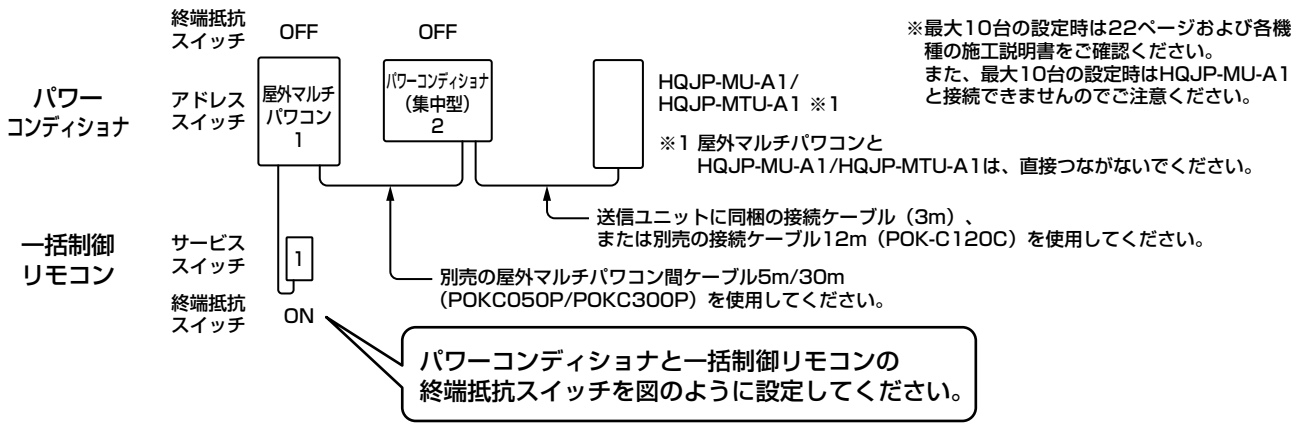 終端抵抗
スイッチ
OFF
OFF
※最大10台の設定時は22ページおよび各機
種の施工説明書をご確認ください。
また、最大10台の設定時はHQJP-MU-A1
と接続できませんのでご注意ください。
パワー
コンディショナ
アドレス
スイッチ
屋外マルチ
パワコン
1
パワーコンディショナ
(集中型)
2
HQJP-MU-A1/
HQJP-MTU-A1 ※1
※1 屋外マルチパワコンと
HQJP-MU-A1/HQJP-MTU-A1は、直接つながないでください。
送信ユニットに同梱の接続ケーブル（3m）、
または別売の接続ケーブル12m（POK-C120C）を使用してください。
一括制御
リモコン
サービス
スイッチ
1
別売の屋外マルチパワコン間ケーブル5m/30m
（POKC050P/POKC300P）を使用してください。
終端抵抗
スイッチ
ON
パワーコンディショナと一括制御リモコンの
終端抵抗スイッチを図のように設定してください。